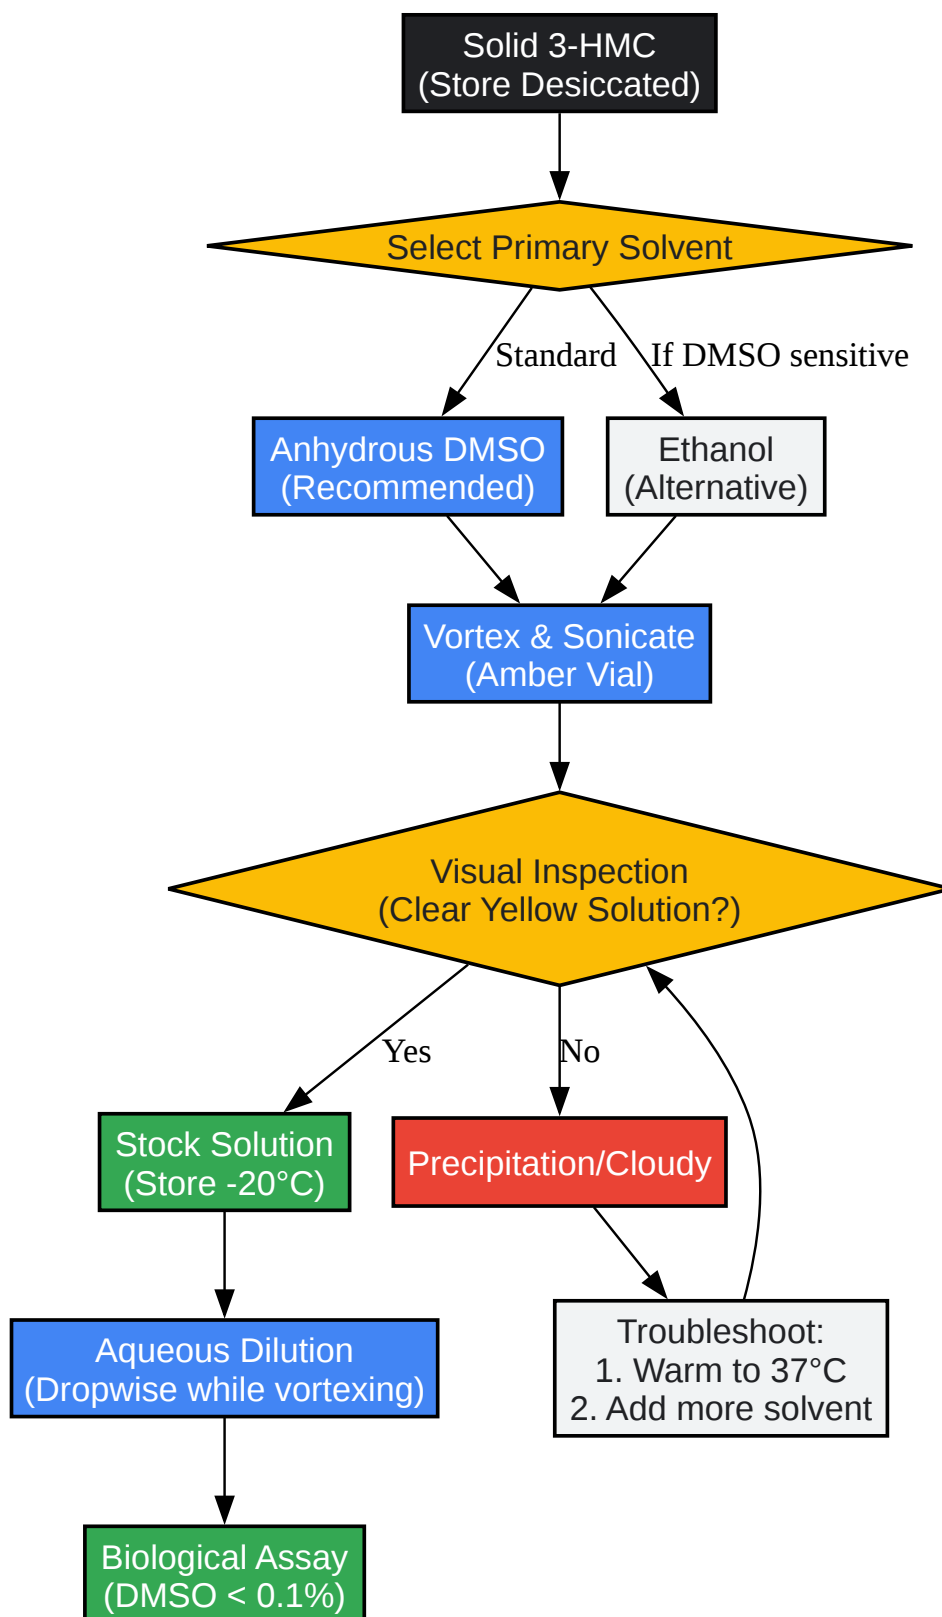 Solid 3-HMC
(Store Desiccated)
Select Primary Solvent
Standard
If DMSO sensitive
Anhydrous DMSO
(Recommended)
Ethanol
(Alternative)
Vortex & Sonicate
(Amber Vial)
Visual Inspection
(Clear Yellow Solution?)
Yes
No
Stock Solution
(Store -20°C)
Precipitation/Cloudy
Aqueous Dilution
(Dropwise while vortexing)
Troubleshoot:
1. Warm to 37°C
2. Add more solvent
Biological Assay
(DMSO < 0.1%)